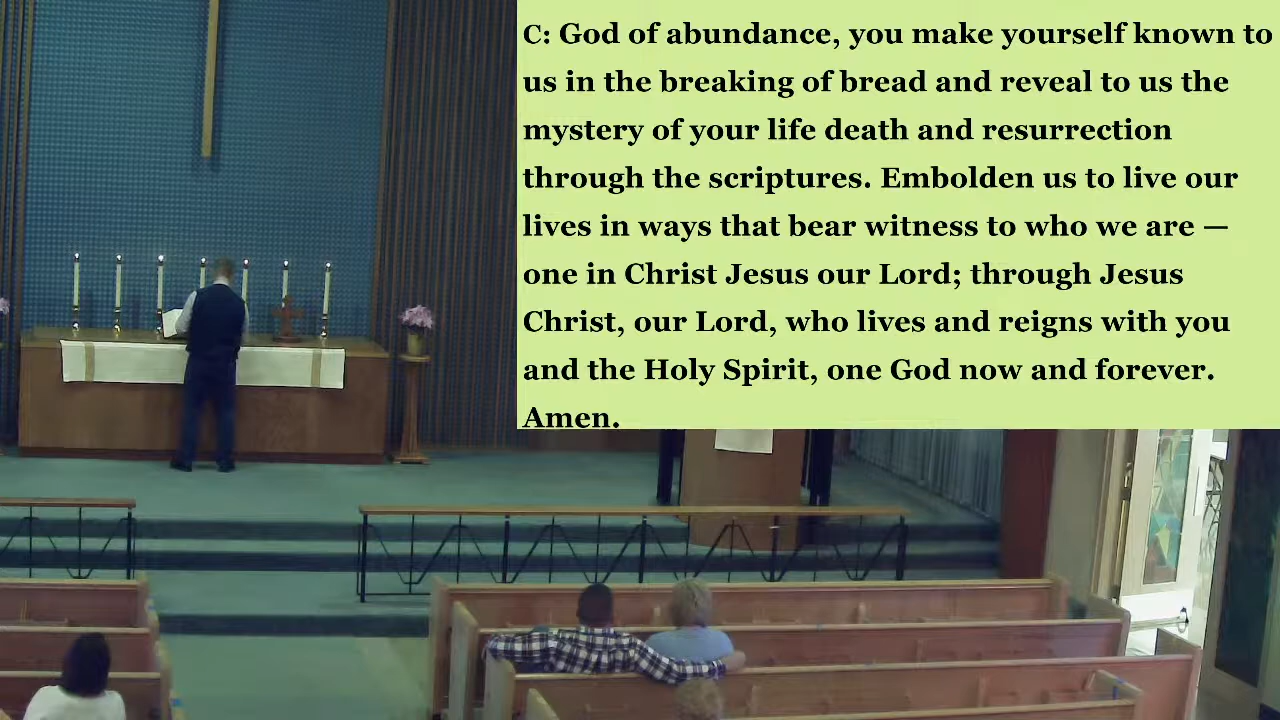 C: God of abundance, you make yourself known to
us in the breaking of bread and reveal to us the
mystery of your life death and resurrection
through the scriptures. Embolden us to live our
lives in ways that bear witness to who we are —
one in Christ Jesus our Lord; through Jesus
Christ, our Lord, who lives and reigns with you
and the Holy Spirit, one God now and forever.
Amen.